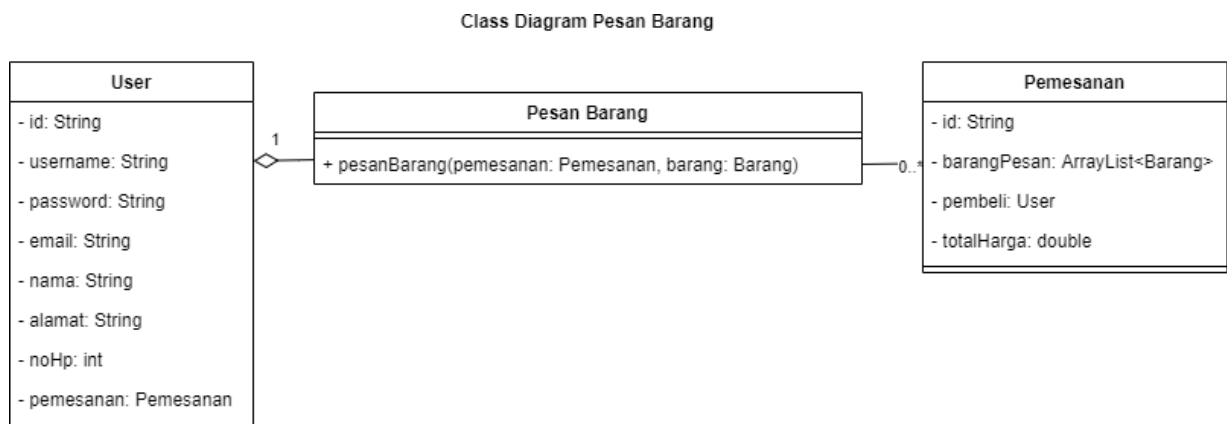 Class Diagram Pesan Barang
User
- id: String
- username: String
- password: String
- email: String
- nama: String
- alamat: String
- noHp: int
- pemesanan: Pemesanan
1
Pesan Barang
+ pesanBarang(pemesanan: Pemesanan, barang: Barang)
0..*
Pemesanan
- id: String
- barangPesan: ArrayList<Barang>
- pembeli: User
- totalHarga: double